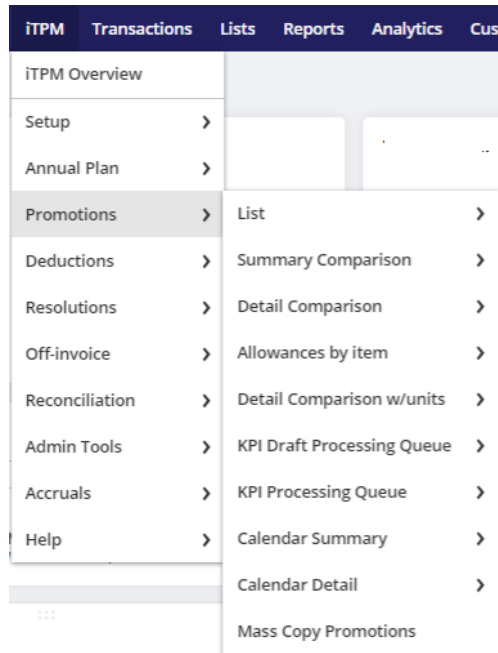 iTPM Transactions Lists Reports Analytics Cus
iTPM Overview
Setup
Annual Plan
Promotions
Deductions
Resolutions
Off-invoice
Reconciliation
Admin Tools
Accruals
Help
List
Summary Comparison
Detail Comparison
Allowances by item
Detail Comparison w/units
KPI Draft Processing Queue
KPI Processing Queue
Calendar Summary
Calendar Detail
Mass Copy Promotions